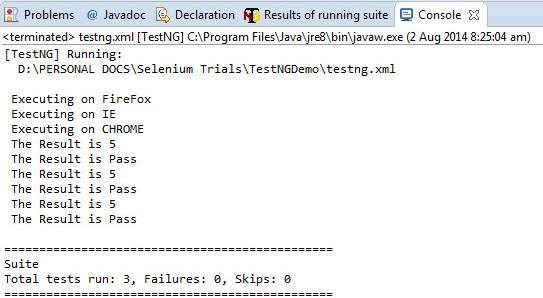 Problems @ Javadoc Declaration Results of running suite Console
<terminated> testng.xml [TestNG] C:\Program Files\Java\jre8\bin\javaw.exe (2 Aug 2014 8:25:04 am)
[TestNG] Running:
D:\PERSONAL DOCS\Selenium Trials\TestNGDemo\testng.xml
Executing on FireFox
Executing on IE
Executing on CHROME
The Result is 5
The Result is Pass
The Result is 5
The Result is Pass
The Result is 5
The Result is Pass
===============================================
Suite
Total tests run: 3, Failures: 0, Skips: 0
===============================================